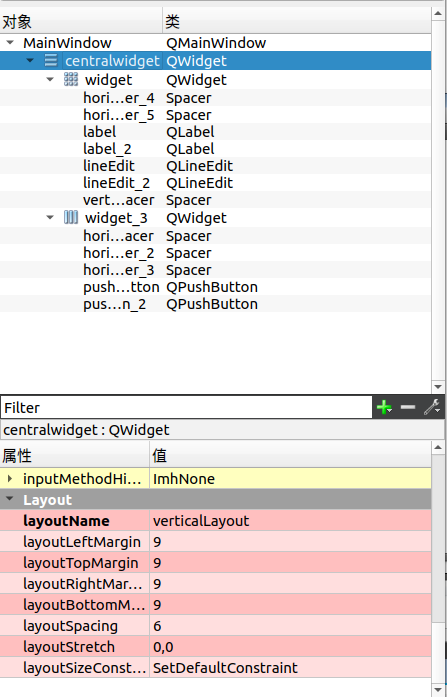 对象 类
MainWindow QMainWindow
centralwidget QWidget
widget QWidget
hori...er_4 Spacer
hori...er_5 Spacer
label QLabel
label_2 QLabel
lineEdit QLineEdit
lineEdit_2 QLineEdit
vert...acer Spacer
widget_3 QWidget
hori...acer Spacer
hori...er_2 Spacer
hori...er_3 Spacer
push...tton QPushButton
pus...n_2 QPushButton
Filter
centralwidget : QWidget
属性 值
inputMethodHi... ImhNone
Layout
layoutName verticalLayout
layoutLeftMargin 9
layoutTopMargin 9
layoutRightMar... 9
layoutBottomM... 9
layoutSpacing 6
layoutStretch 0,0
layoutSizeConst... SetDefaultConstraint